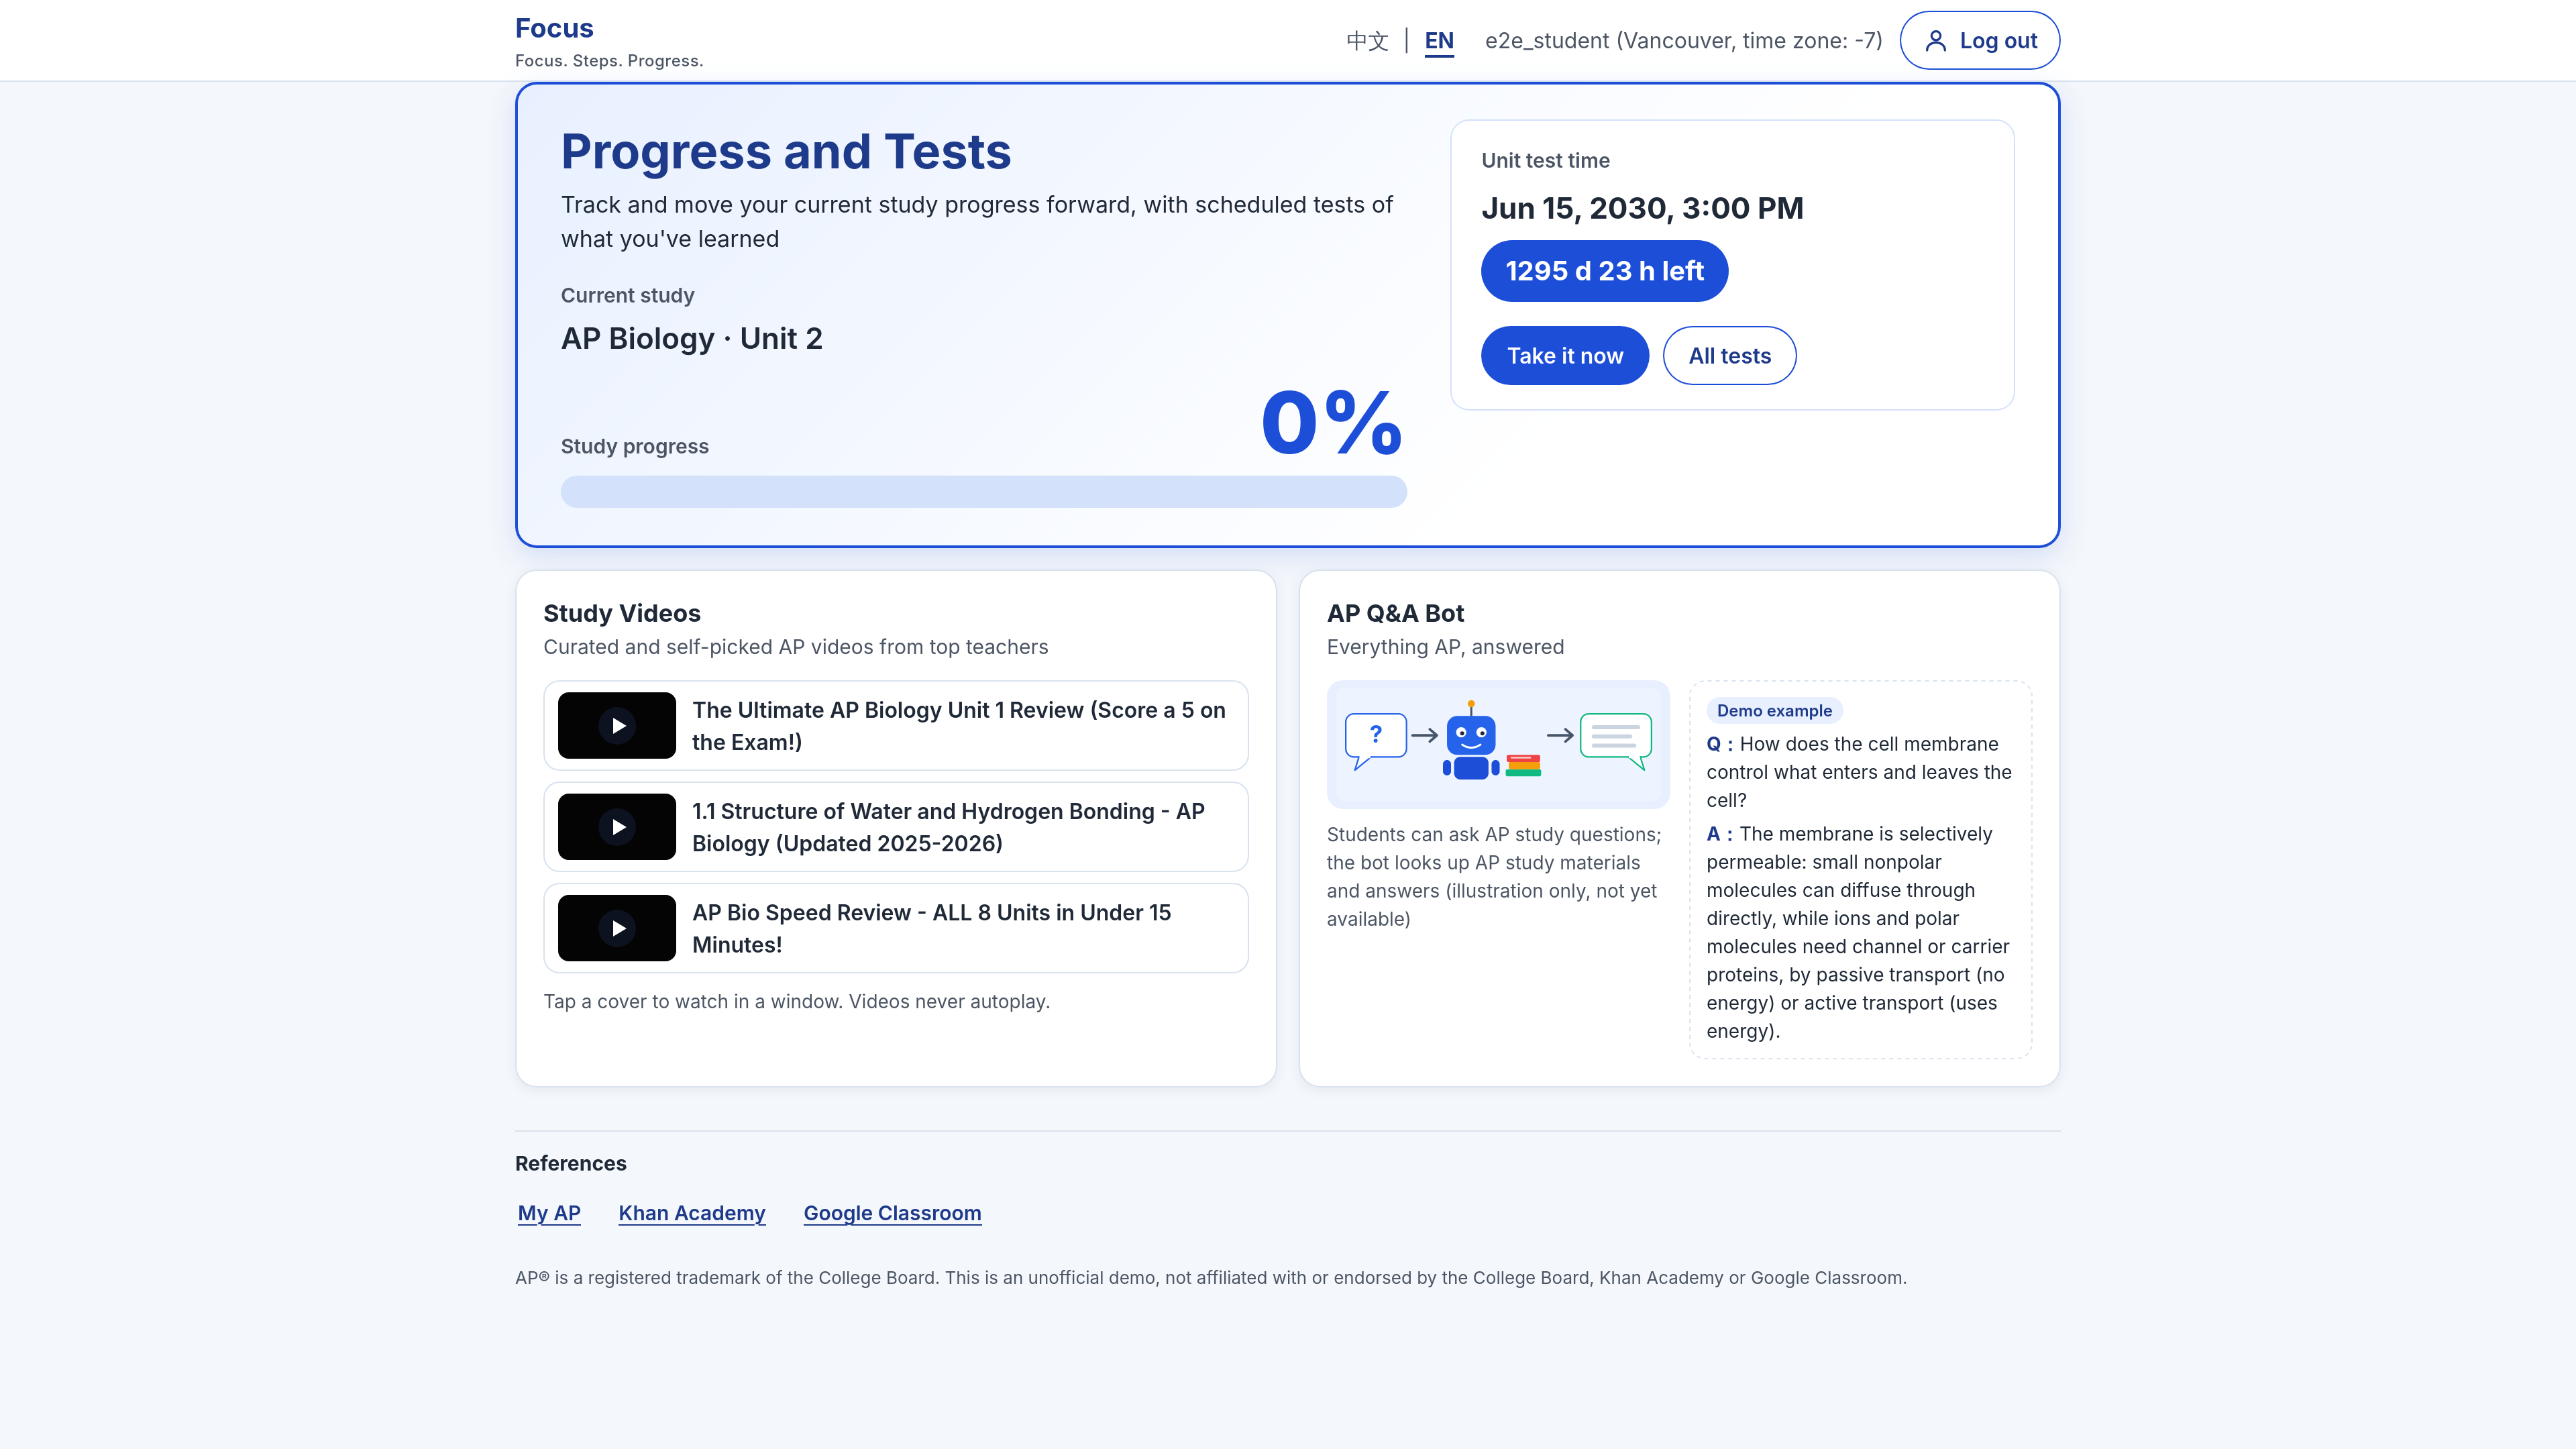 Focus
Focus. Steps. Progress.
中文 | EN
e2e_student (Vancouver, time zone: -7)
Log out
Progress and Tests
Track and move your current study progress forward, with scheduled tests of
what you've learned
Current study
AP Biology · Unit 2
Study progress
0%
Unit test time
Jun 15, 2030, 3:00 PM
1295 d 23 h left
Take it now
All tests
Study Videos
Curated and self-picked AP videos from top teachers
The Ultimate AP Biology Unit 1 Review (Score a 5 on
the Exam!)
1.1 Structure of Water and Hydrogen Bonding - AP
Biology (Updated 2025-2026)
AP Bio Speed Review - ALL 8 Units in Under 15
Minutes!
Tap a cover to watch in a window. Videos never autoplay.
AP Q&A Bot
Everything AP, answered
?
Students can ask AP study questions;
the bot looks up AP study materials
and answers (illustration only, not yet
available)
Demo example
Q : How does the cell membrane
control what enters and leaves the
cell?
A : The membrane is selectively
permeable: small nonpolar
molecules can diffuse through
directly, while ions and polar
molecules need channel or carrier
proteins, by passive transport (no
energy) or active transport (uses
energy).
References
My AP
Khan Academy
Google Classroom
AP® is a registered trademark of the College Board. This is an unofficial demo, not affiliated with or endorsed by the College Board, Khan Academy or Google Classroom.